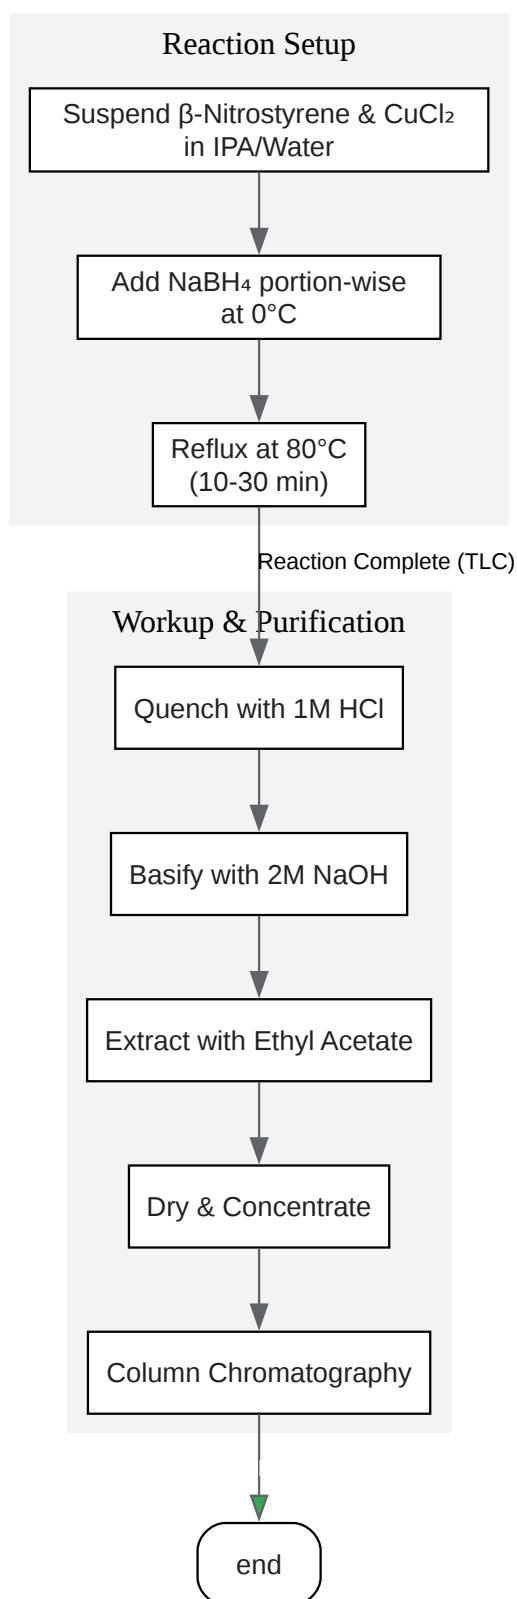 Reaction Setup
Suspend β-Nitrostyrene & CuCl₂
in IPA/Water
Add NaBH₄ portion-wise
at 0°C
Reflux at 80°C
(10-30 min)
Reaction Complete (TLC)
Workup & Purification
Quench with 1M HCl
Basify with 2M NaOH
Extract with Ethyl Acetate
Dry & Concentrate
Column Chromatography
end